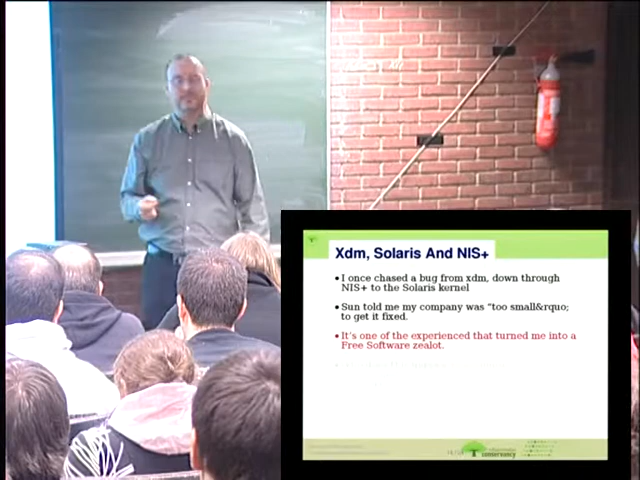 Xdm, Solaris And NIS+
• I once chased a bug from xdm, down through
NIS+ to the Solaris kernel
• Sun told me my company was “too small&rquo;
to get it fixed.
• It's one of the experienced that turned me into a
Free Software zealot.
conservancy